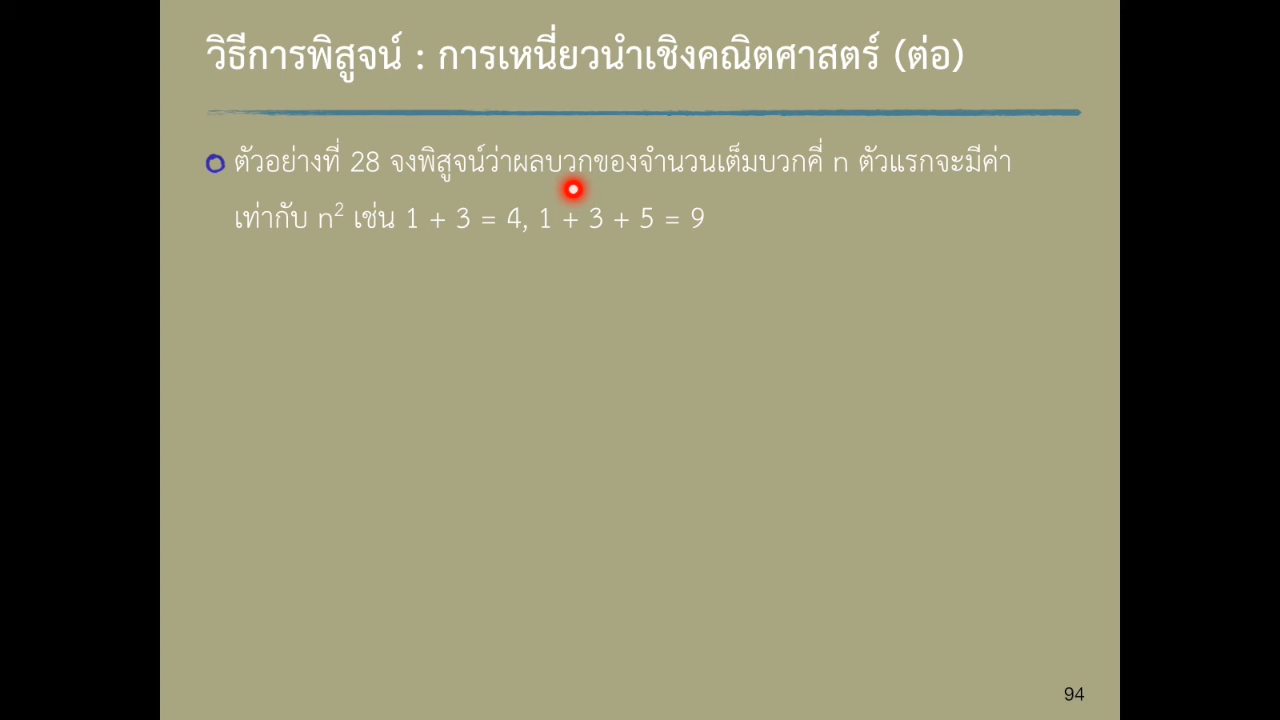 วิธีการพิสูจน์ : การเหนี่ยวนำเชิงคณิตศาสตร์ (ต่อ)
ตัวอย่างที่ 28 จงพิสูจน์ว่าผลบวกของจำนวนเต็มบวกคี่ n ตัวแรกจะมีค่า
เท่ากับ n² เช่น 1 + 3 = 4, 1 + 3 + 5 = 9
94